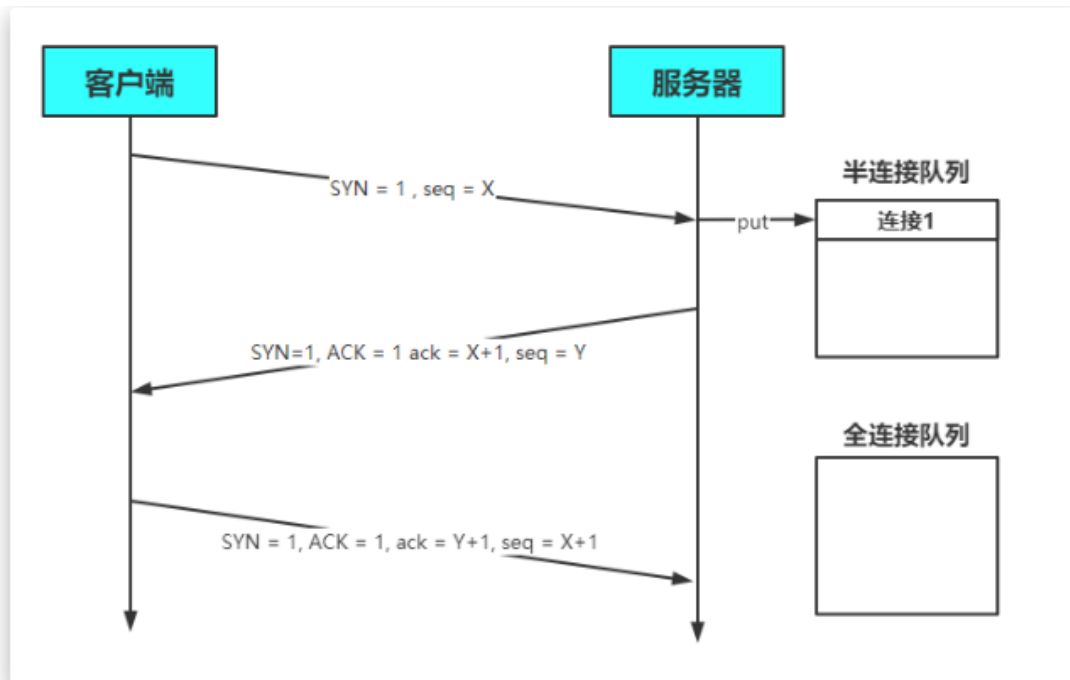 客户端
服务器
SYN = 1 , seq = X
put
半连接队列
连接1
SYN=1, ACK = 1 ack = X+1, seq = Y
全连接队列
SYN = 1, ACK = 1, ack = Y+1, seq = X+1